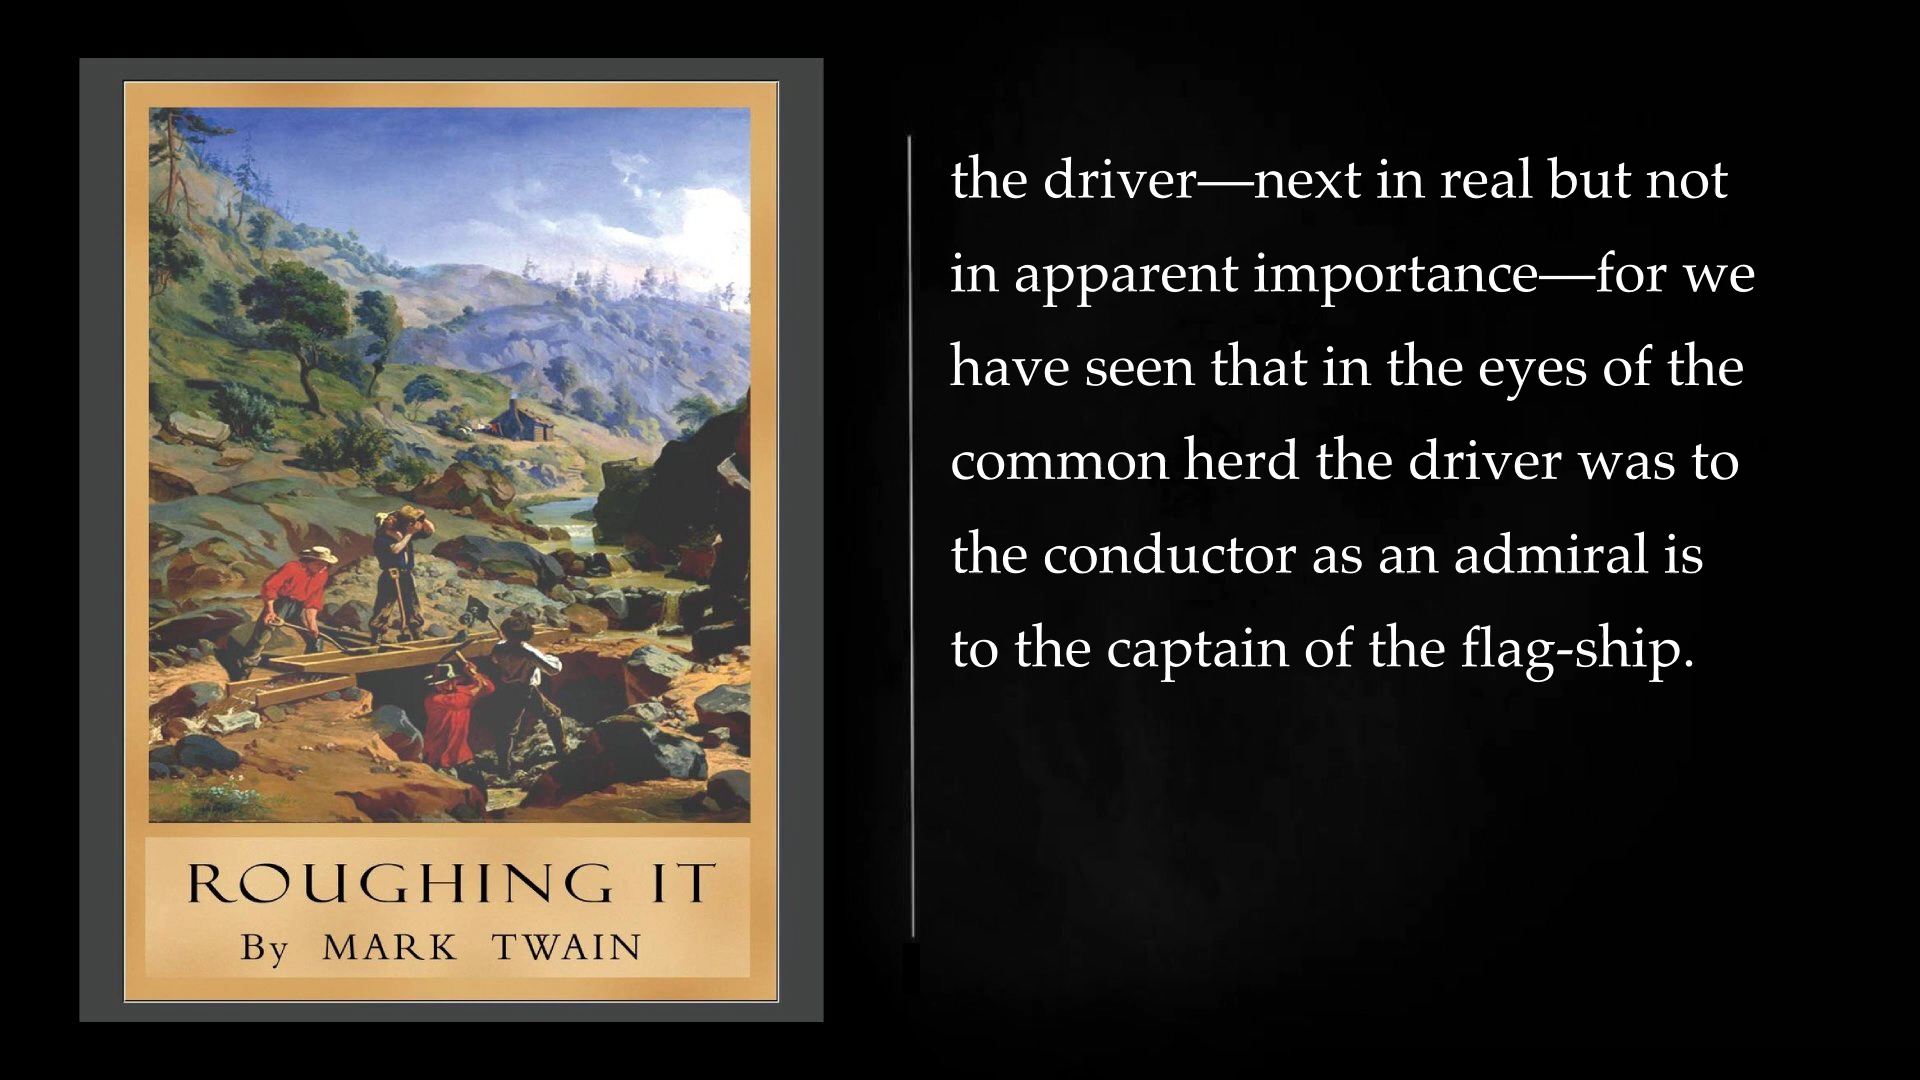 ROUGHING IT
By MARK TWAIN
the driver—next in real but not
in apparent importance—for we
have seen that in the eyes of the
common herd the driver was to
the conductor as an admiral is
to the captain of the flag-ship.